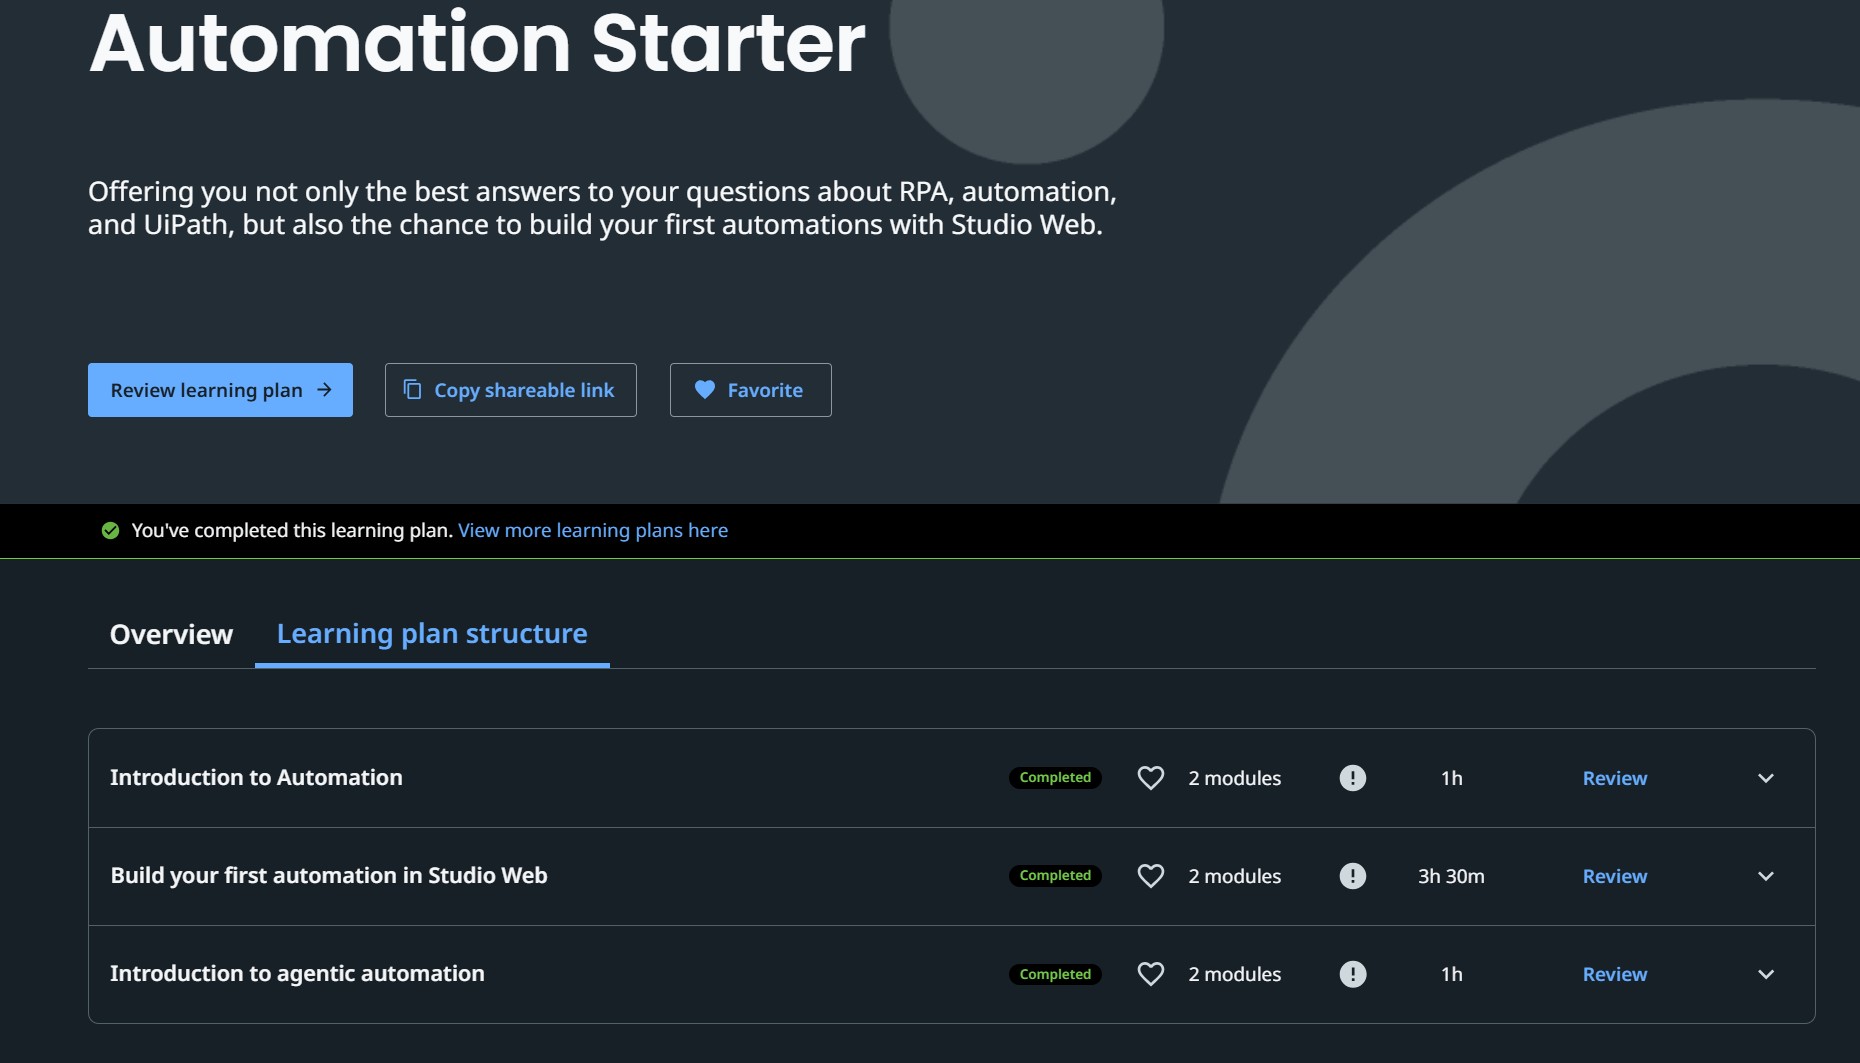 Automation Starter
Offering you not only the best answers to your questions about RPA, automation,
and UiPath, but also the chance to build your first automations with Studio Web.
Review learning plan
Copy shareable link
Favorite
You've completed this learning plan. View more learning plans here
Overview
Learning plan structure
Introduction to Automation Completed 2 modules 1h Review
Build your first automation in Studio Web Completed 2 modules 3h 30m Review
Introduction to agentic automation Completed 2 modules 1h Review